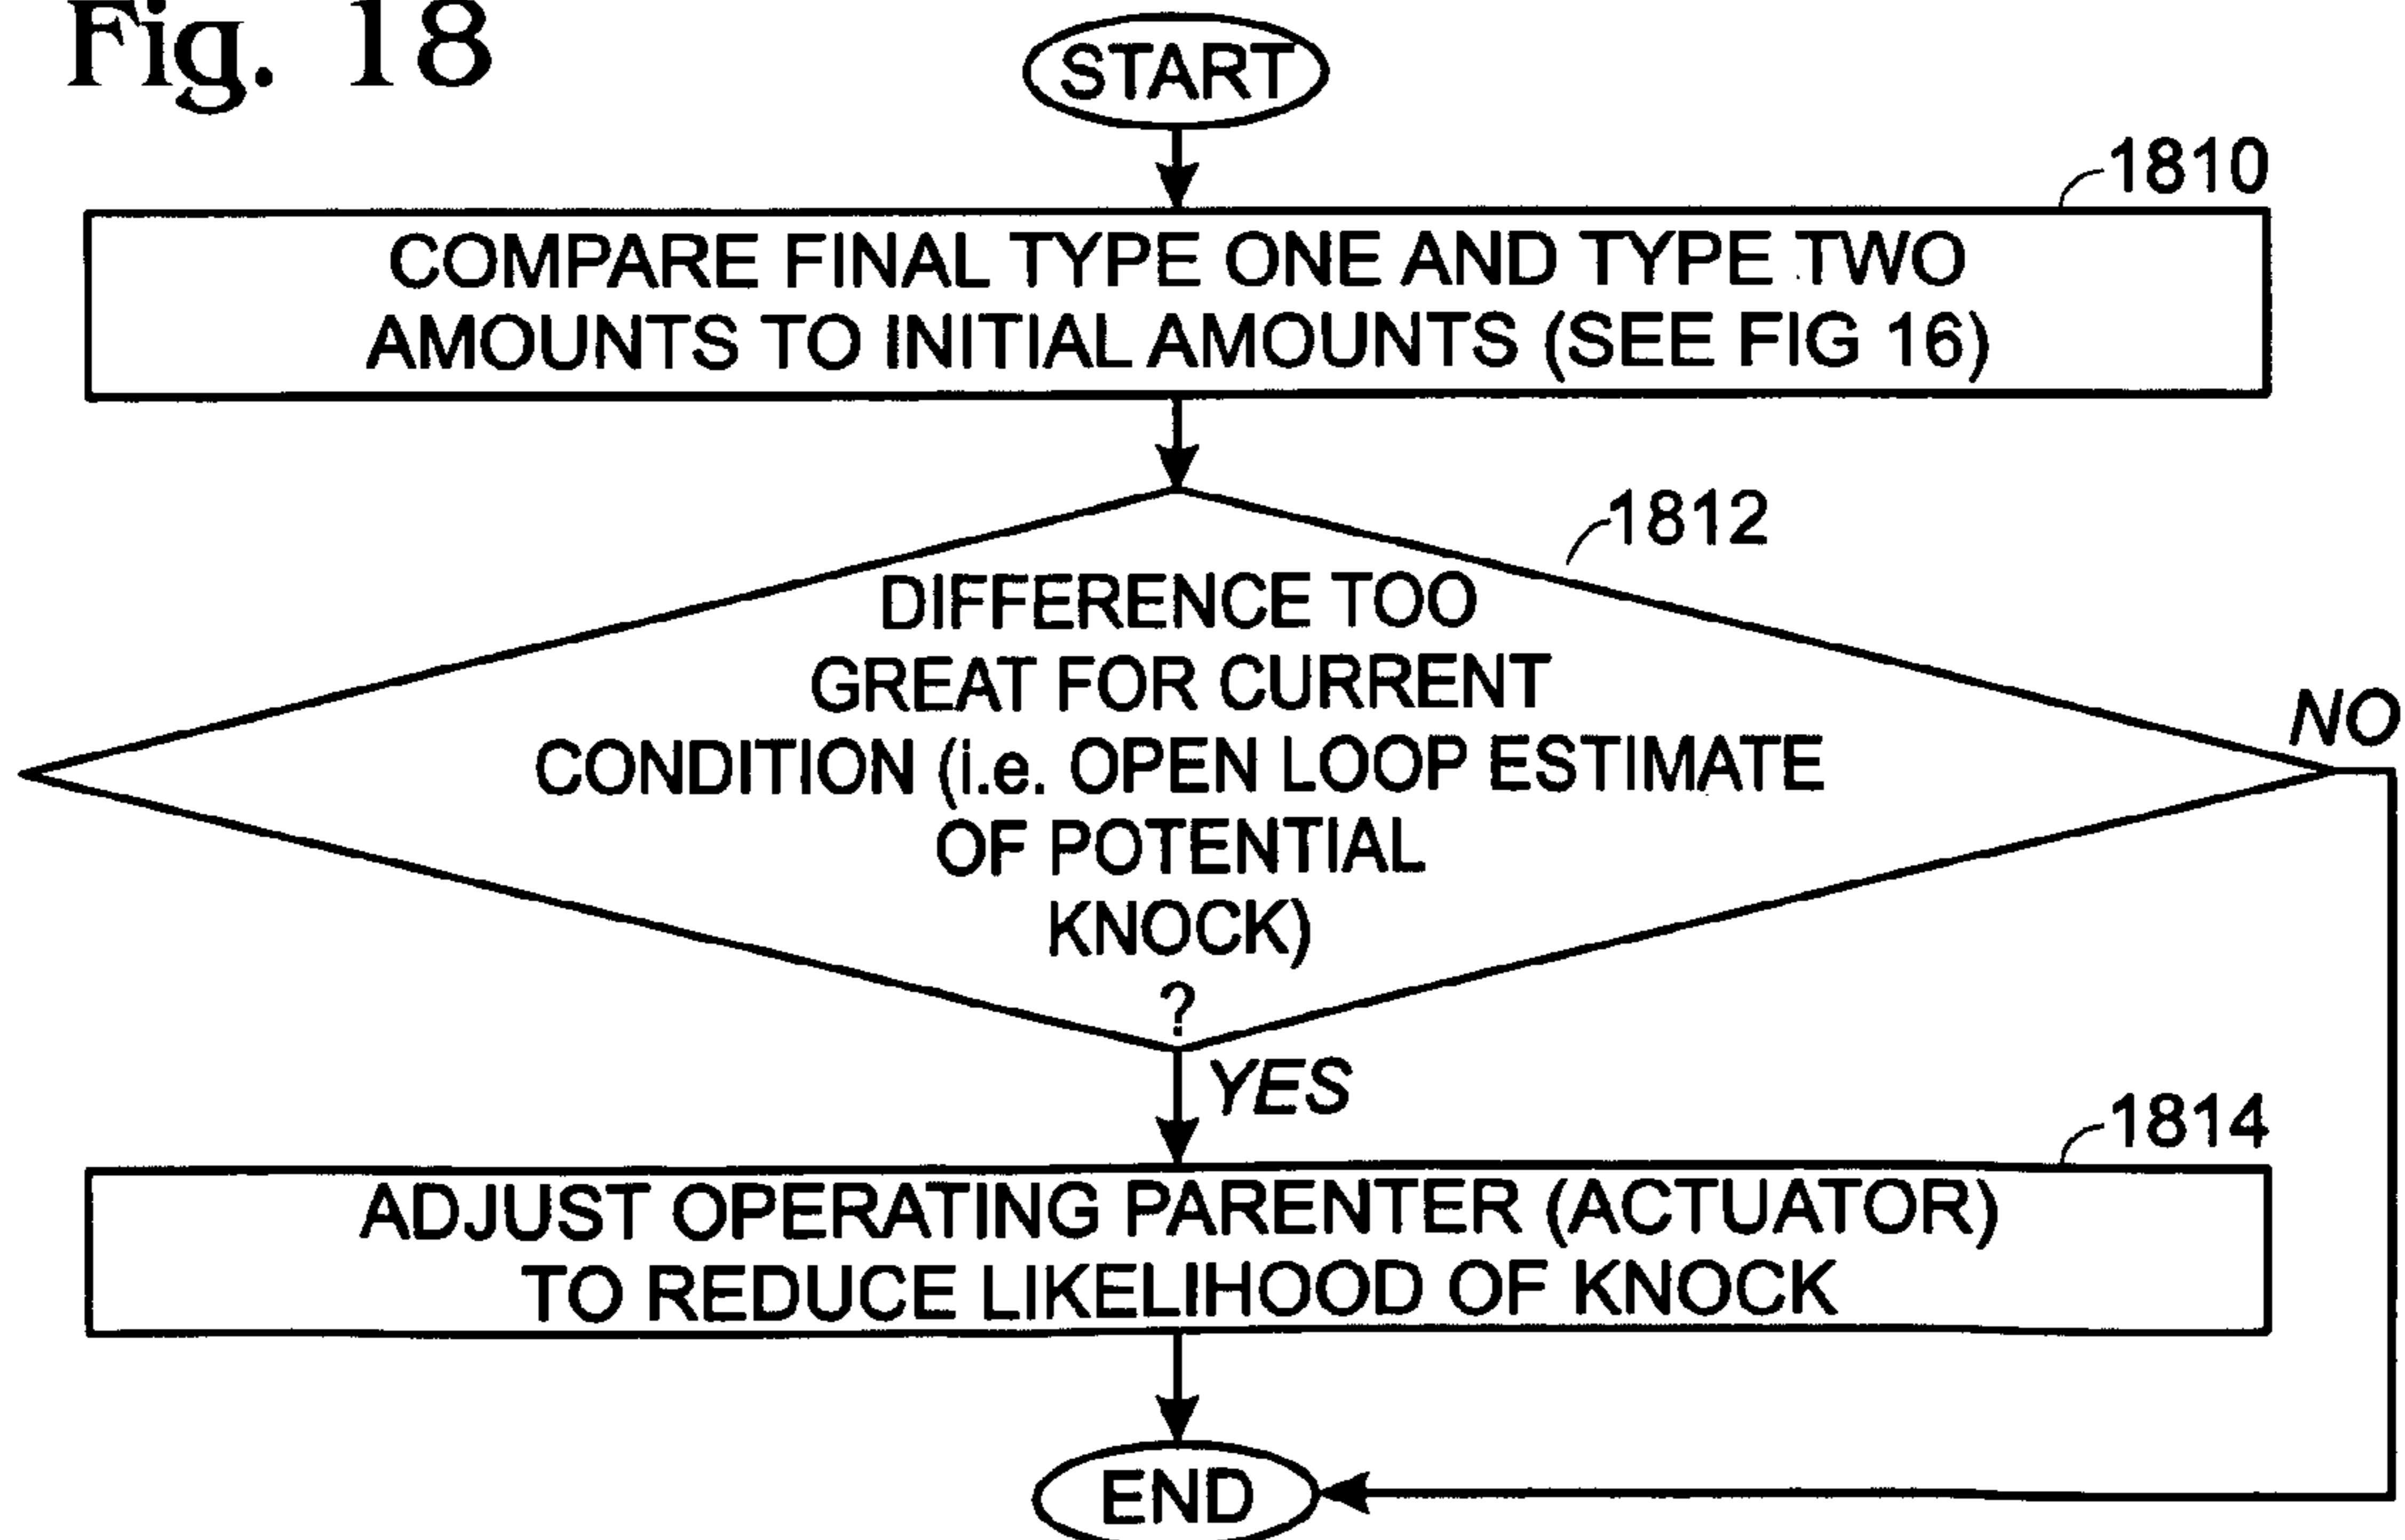 Fig. 18
START
1810
COMPARE FINAL TYPE ONE AND TYPE TWO
AMOUNTS TO INITIAL AMOUNTS (SEE FIG 16)
1812
DIFFERENCE TOO
GREAT FOR CURRENT
CONDITION (i.e. OPEN LOOP ESTIMATE
OF POTENTIAL
KNOCK)
?
NO
YES
1814
ADJUST OPERATING PARENTER (ACTUATOR)
TO REDUCE LIKELIHOOD OF KNOCK
END